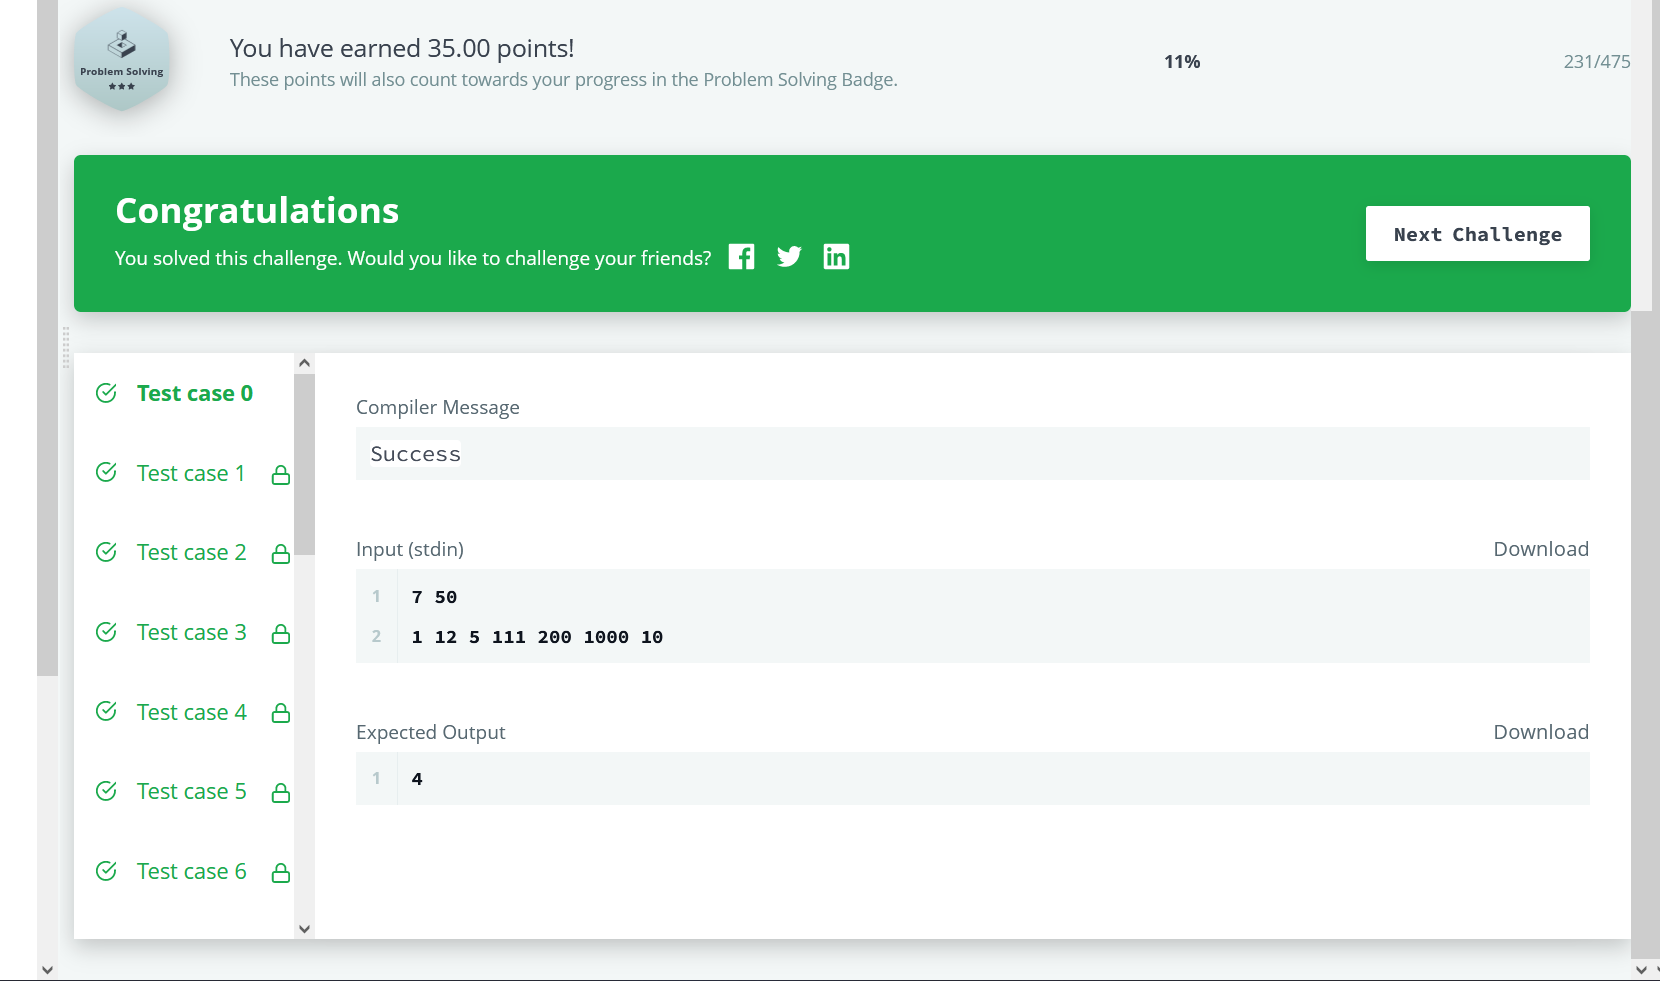 Problem Solving
You have earned 35.00 points!
These points will also count towards your progress in the Problem Solving Badge.
11%
231/475
Congratulations
You solved this challenge. Would you like to challenge your friends?
Next Challenge
Test case 0
Test case 1
Test case 2
Test case 3
Test case 4
Test case 5
Test case 6
Compiler Message
Success
Input (stdin)
Download
1 7 50
2 1 12 5 111 200 1000 10
Expected Output
Download
1 4